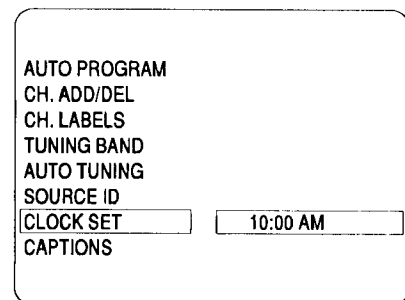 AUTO PROGRAM
CH. ADD/DEL
CH. LABELS
TUNING BAND
AUTO TUNING
SOURCE ID
CLOCK SET 10:00 AM
CAPTIONS